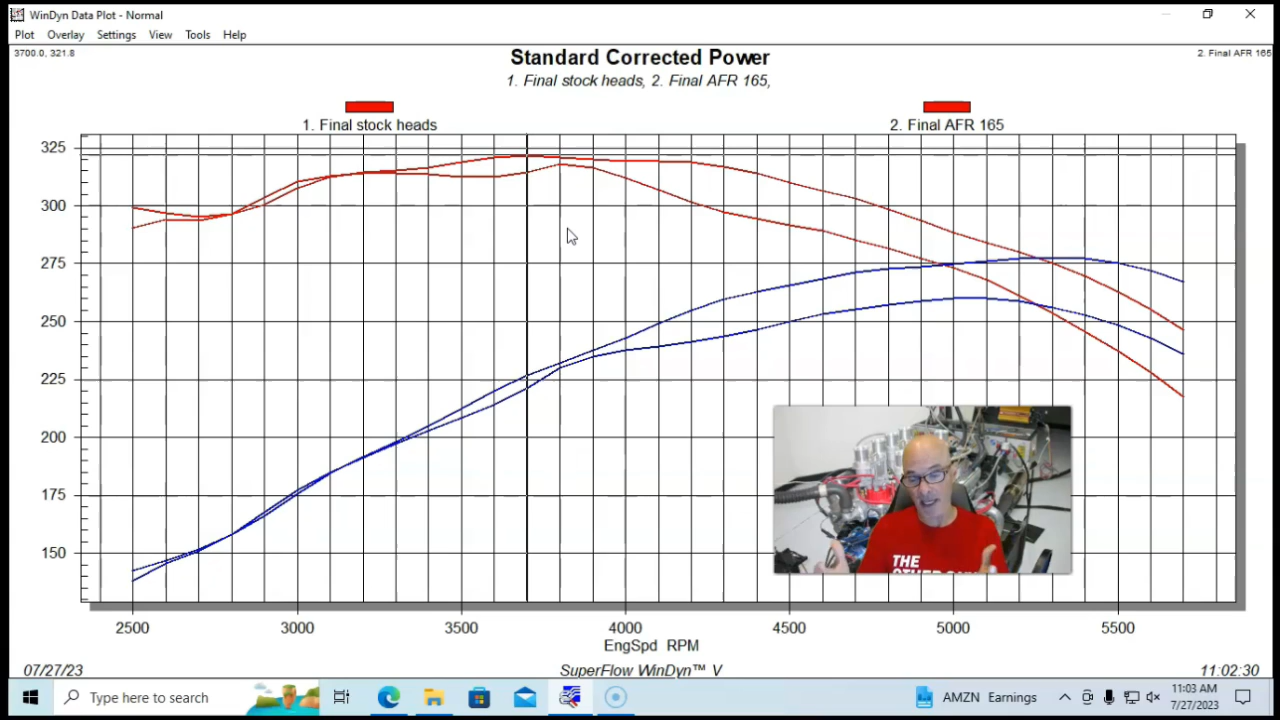 WinDyn Data Plot - Normal
Plot Overlay Settings View Tools Help
3700.0, 321.8
2. Final AFR 165
Standard Corrected Power
1. Final stock heads, 2. Final AFR 165,
1. Final stock heads
2. Final AFR 165
325
300
275
250
225
200
175
150
2500 3000 3500 4000 4500 5000 5500
EngSpd RPM
THE
07/27/23
SuperFlow WinDyn™ V
11:02:30
Type here to search
AMZN Earnings
11:03 AM
7/27/2023